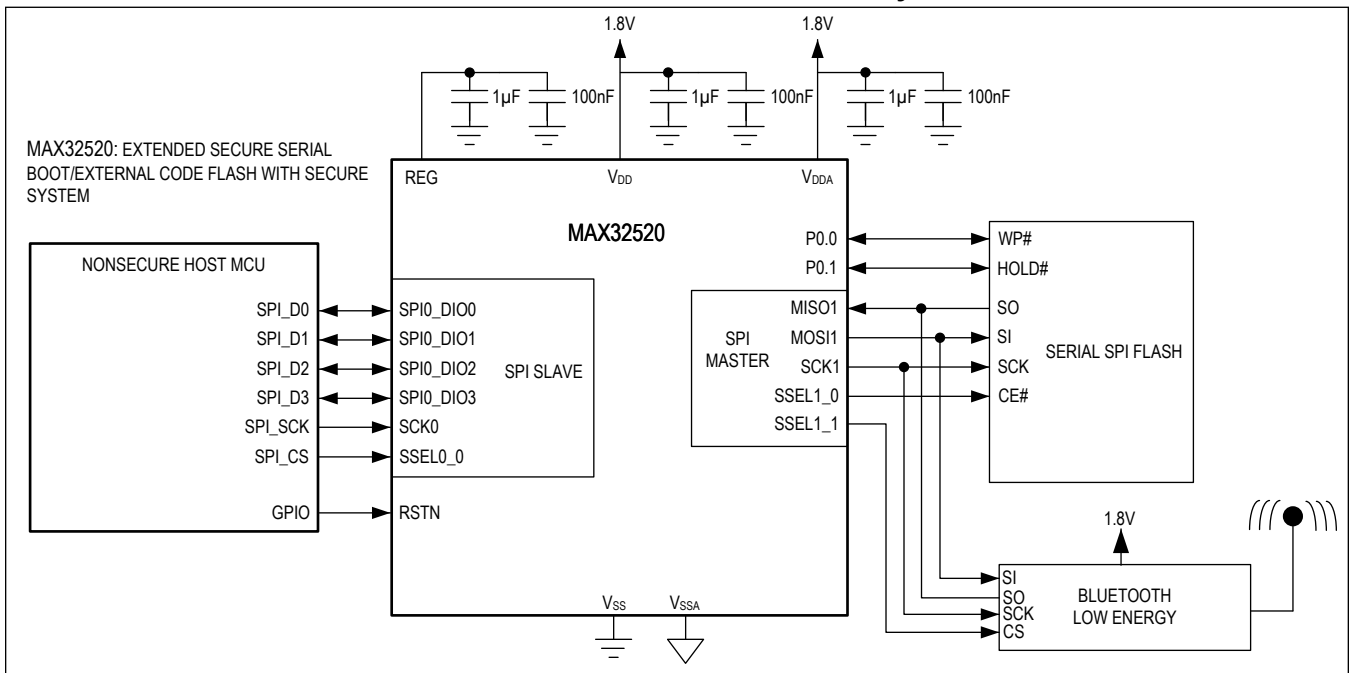 1.8V
1.8V
1µF
100nF
1µF
100nF
1µF
100nF
MAX32520: EXTENDED SECURE SERIAL
BOOT/EXTERNAL CODE FLASH WITH SECURE
SYSTEM
REG
VDD
VDDA
MAX32520
NONSECURE HOST MCU
SPI_D0
SPI_D1
SPI_D2
SPI_D3
SPI_SCK
SPI_CS
GPIO
SPI0_DIO0
SPI0_DIO1
SPI0_DIO2
SPI0_DIO3
SCK0
SSEL0_0
RSTN
SPI SLAVE
SPI
MASTER
P0.0
P0.1
MISO1
MOSI1
SCK1
SSEL1_0
SSEL1_1
WP#
HOLD#
SO
SI
SCK
CE#
SERIAL SPI FLASH
VSS
VSSA
1.8V
SI
SO
SCK
CS
BLUETOOTH
LOW ENERGY